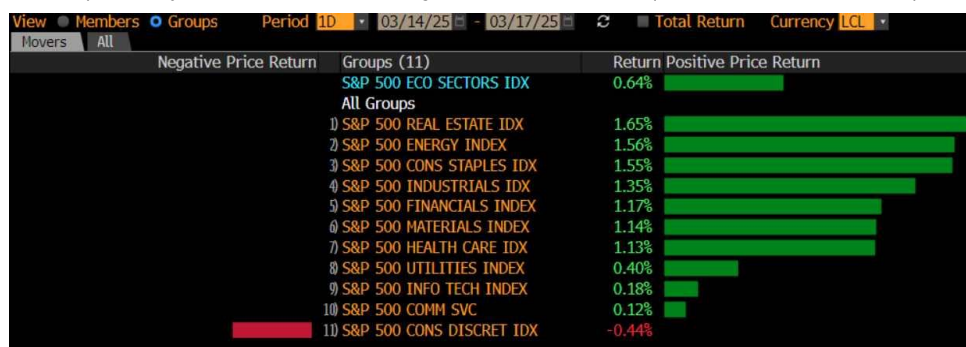 View Members Groups Period 1D 03/14/25 - 03/17/25 Total Return Currency LCL
Movers All
Negative Price Return Groups (11) Return Positive Price Return
S&P 500 ECO SECTORS IDX 0.64%
All Groups
1) S&P 500 REAL ESTATE IDX 1.65%
2) S&P 500 ENERGY INDEX 1.56%
3) S&P 500 CONS STAPLES IDX 1.55%
4) S&P 500 INDUSTRIALS IDX 1.35%
5) S&P 500 FINANCIALS INDEX 1.17%
6) S&P 500 MATERIALS INDEX 1.14%
7) S&P 500 HEALTH CARE IDX 1.13%
8) S&P 500 UTILITIES INDEX 0.40%
9) S&P 500 INFO TECH INDEX 0.18%
10) S&P 500 COMM SVC 0.12%
11) S&P 500 CONS DISCRET IDX -0.44%